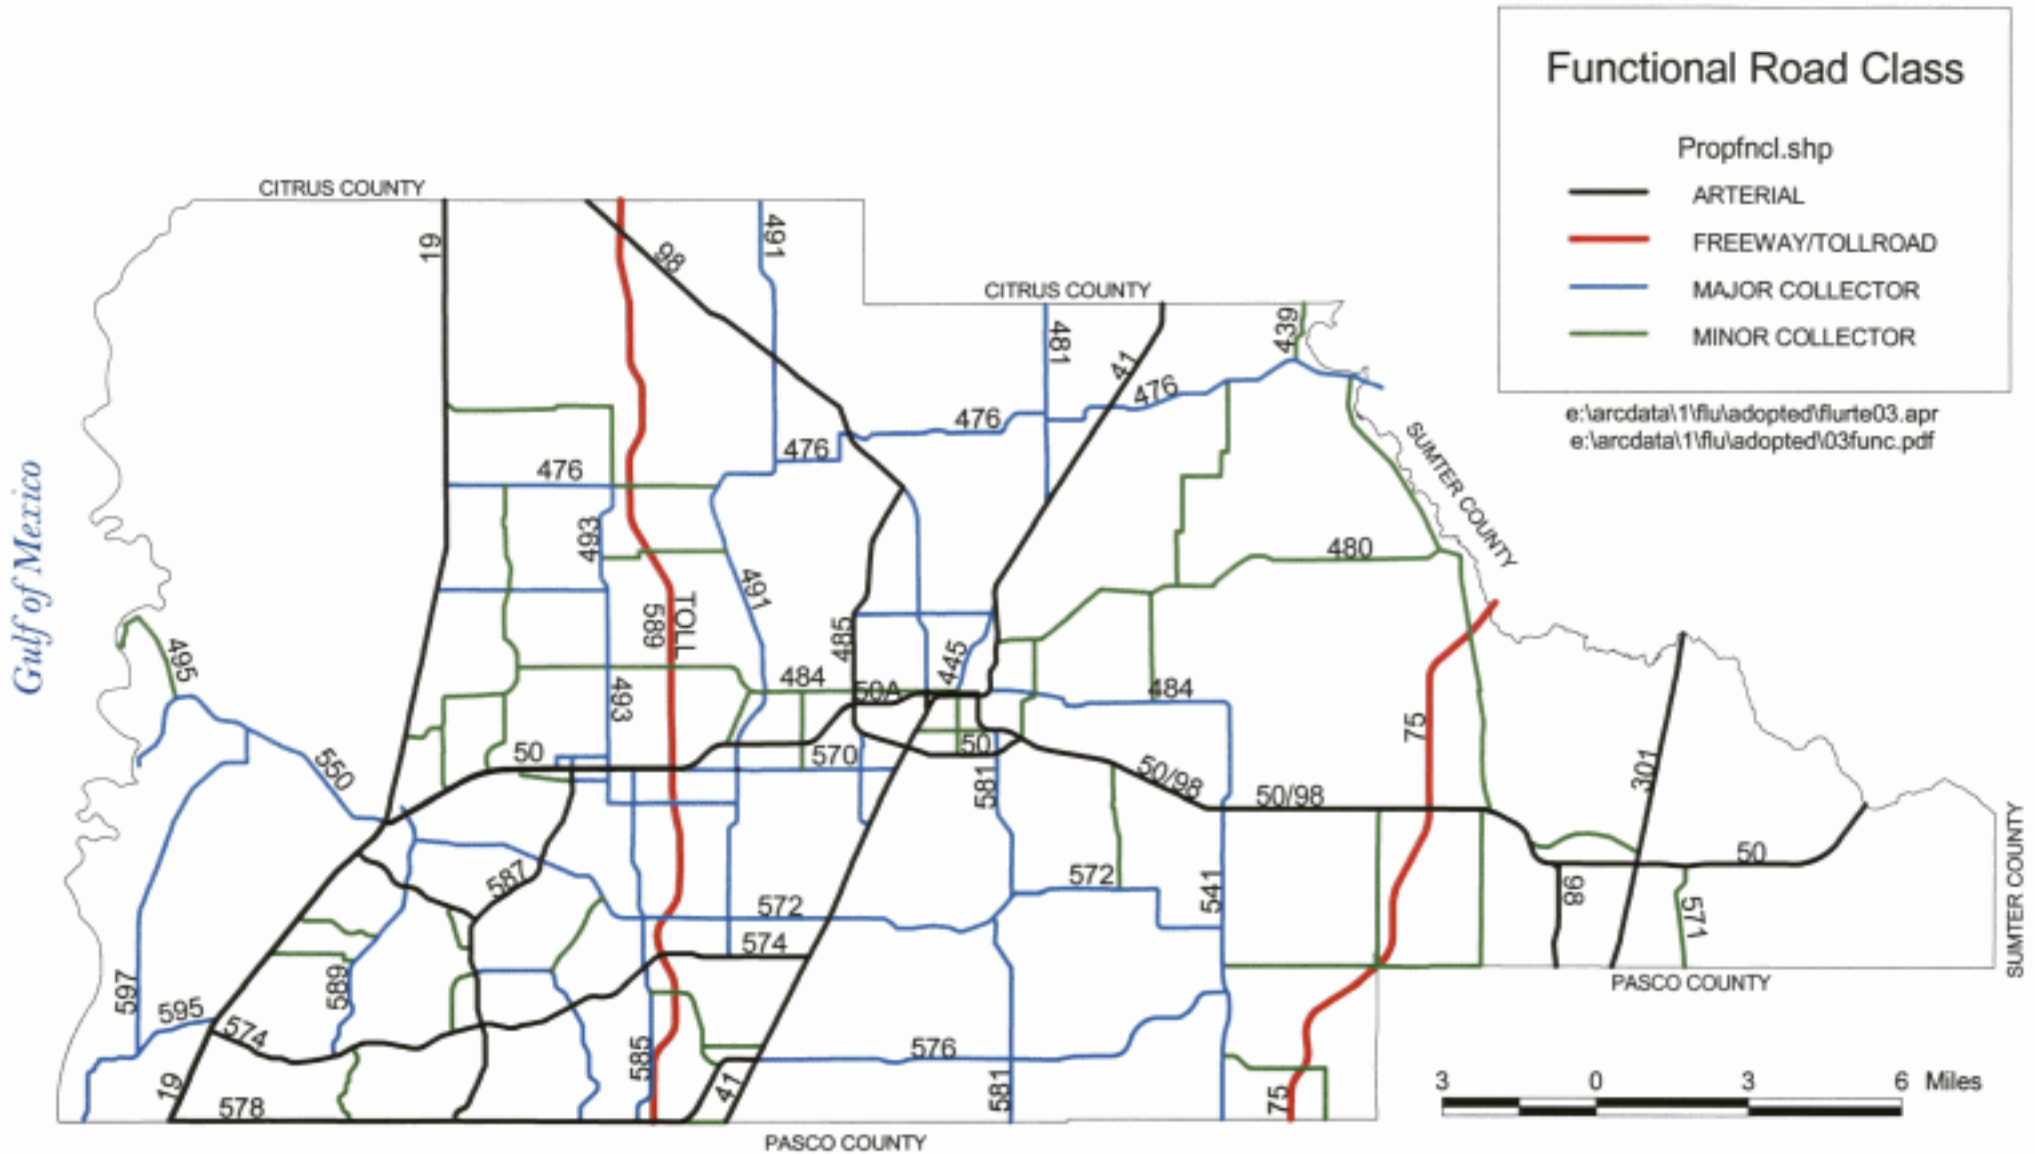 Functional Road Class
Propfncl.shp
ARTERIAL
FREEWAY/TOLLROAD
MAJOR COLLECTOR
MINOR COLLECTOR
e:\arcdata\1\flu\adopted\flurte03.apr
e:\arcdata\1\flu\adopted\03func.pdf
CITRUS COUNTY
19
98
491
CITRUS COUNTY
481
41
439
476
476
476
476
SUMTER COUNTY
Gulf of Mexico
493
480
491
TOLL
589
485
445
495
493
484
50A
484
75
50
570
50
550
581
50/98
50/98
301
50
587
572
572
541
98
571
574
SUMTER COUNTY
PASCO COUNTY
597
595
589
574
585
576
581
41
19
578
75
3
0
3
6
Miles
PASCO COUNTY